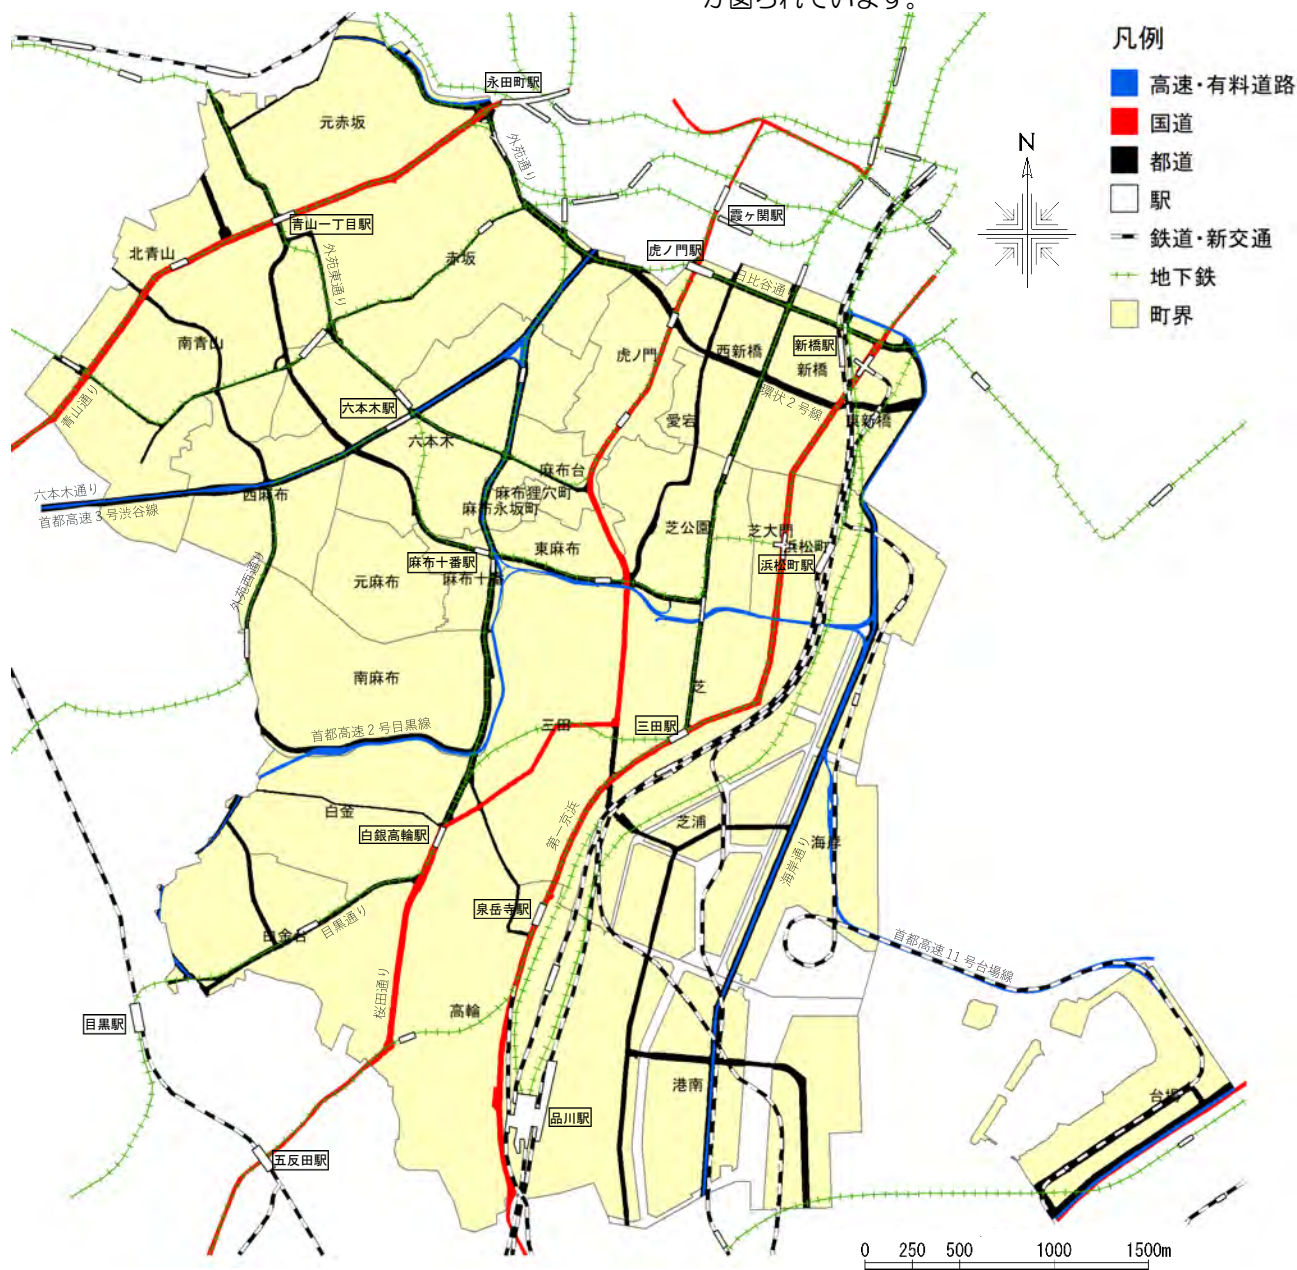 が図られています。
凡例
高速・有料道路
国道
都道
駅
鉄道・新交通
地下鉄
町界
N
永田町駅
元赤坂
外苑通り
青山一丁目駅
霞ヶ関駅
北青山
外苑東通り
赤坂
虎ノ門駅
日比谷通り
南青山
虎ノ門
西新橋
新橋駅
新橋
青山通り
六本木駅
環状2号線
六本木
愛宕
東新橋
麻布台
六本木通り
西麻布
麻布狸穴町
首都高速3号渋谷線
麻布永坂町
芝公園
芝大門
東麻布
浜松町
麻布十番駅
浜松町駅
外苑西通り
元麻布
麻布十番
南麻布
芝
首都高速2号目黒線
三田
三田駅
白金
第一京浜
芝浦
白銀高輪駅
海岸
海岸通り
泉岳寺駅
白金台
目黒通り
首都高速11号台場線
桜田通り
高輪
目黒駅
港南
台場
品川駅
五反田駅
0 250 500 1000 1500m